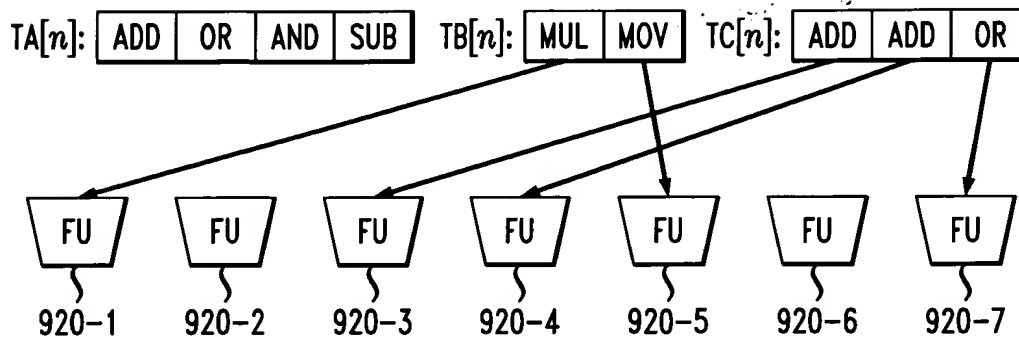 TA[n]: ADD OR AND SUB TB[n]: MUL MOV TC[n]: ADD ADD OR
FU FU FU FU FU FU FU
920-1 920-2 920-3 920-4 920-5 920-6 920-7